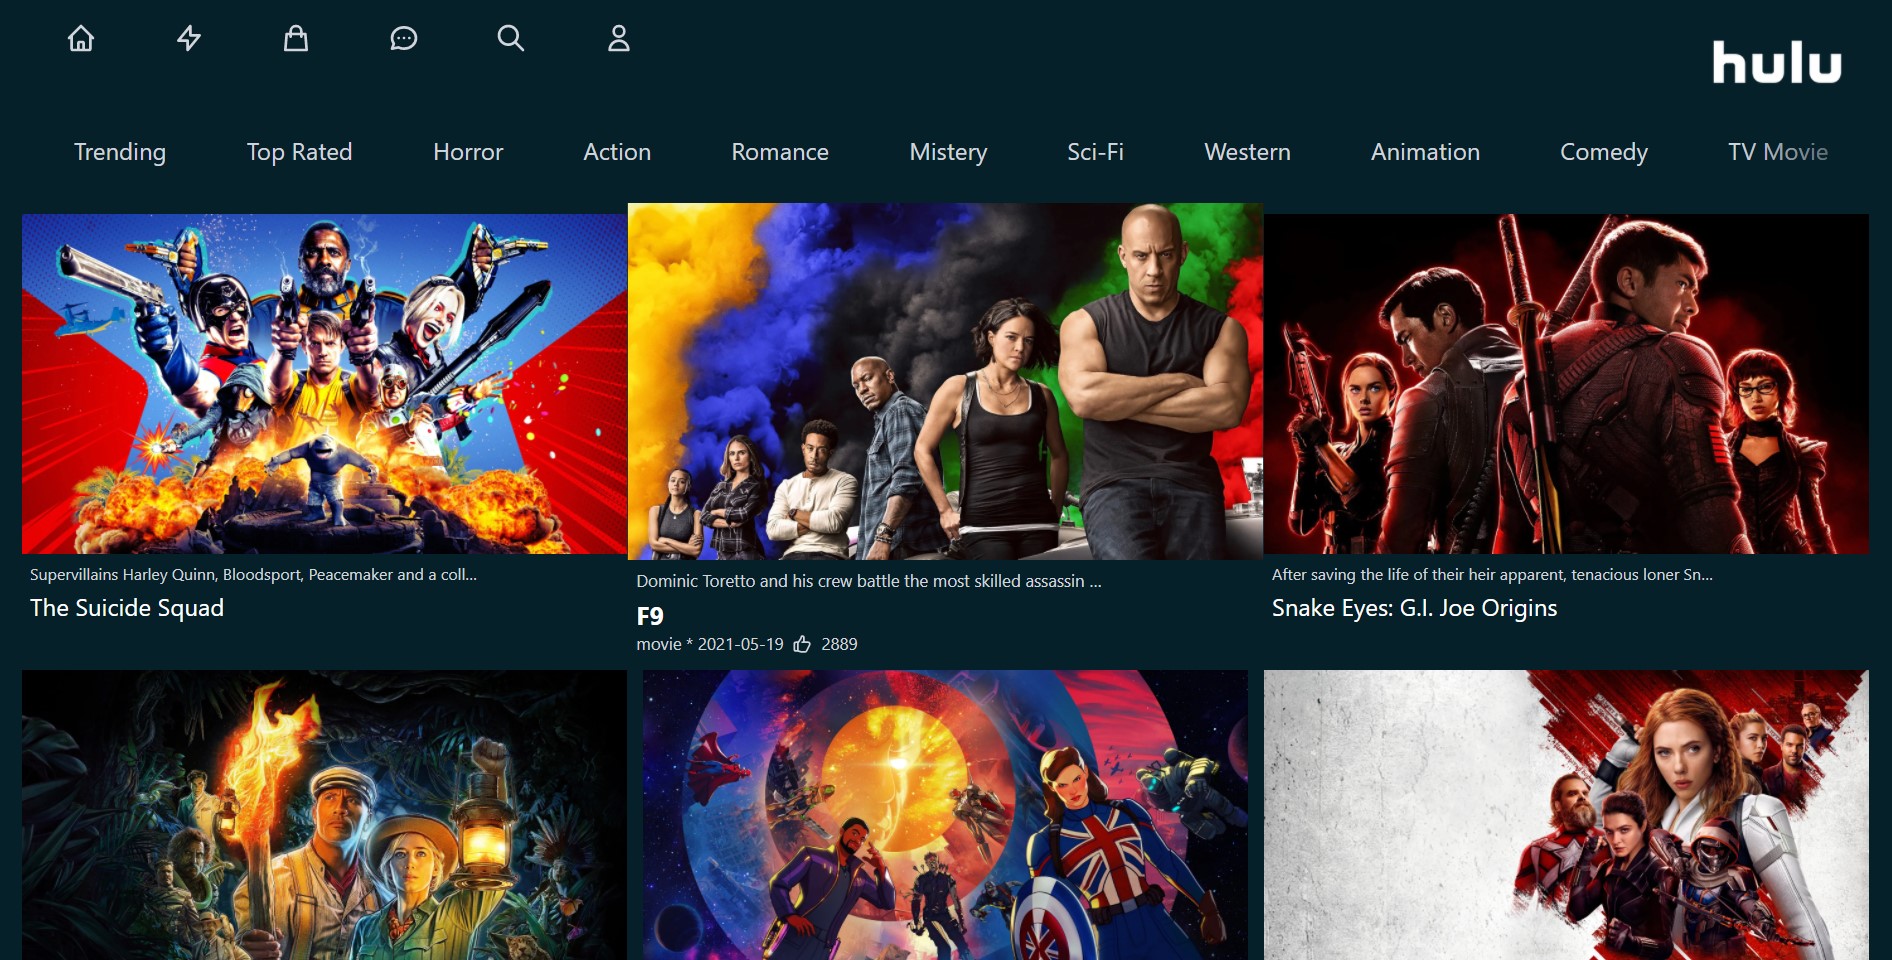 hulu
Trending Top Rated Horror Action Romance Mistery Sci-Fi Western Animation Comedy TV Movie
Supervillains Harley Quinn, Bloodsport, Peacemaker and a coll...
The Suicide Squad
Dominic Toretto and his crew battle the most skilled assassin ...
F9
movie * 2021-05-19 2889
After saving the life of their heir apparent, tenacious loner Sn...
Snake Eyes: G.I. Joe Origins